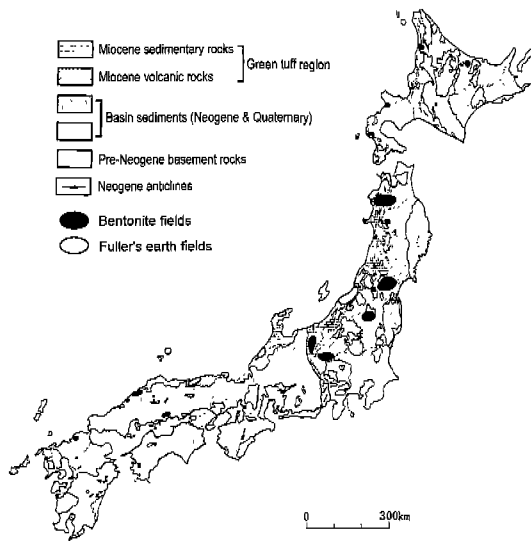 Miocene sedimentary rocks
Green tuff region
Miocene volcanic rocks
Basin sediments (Neogene & Quaternary)
Pre-Neogene basement rocks
Neogene anticlines
Bentonite fields
Fuller's earth fields
0 300km